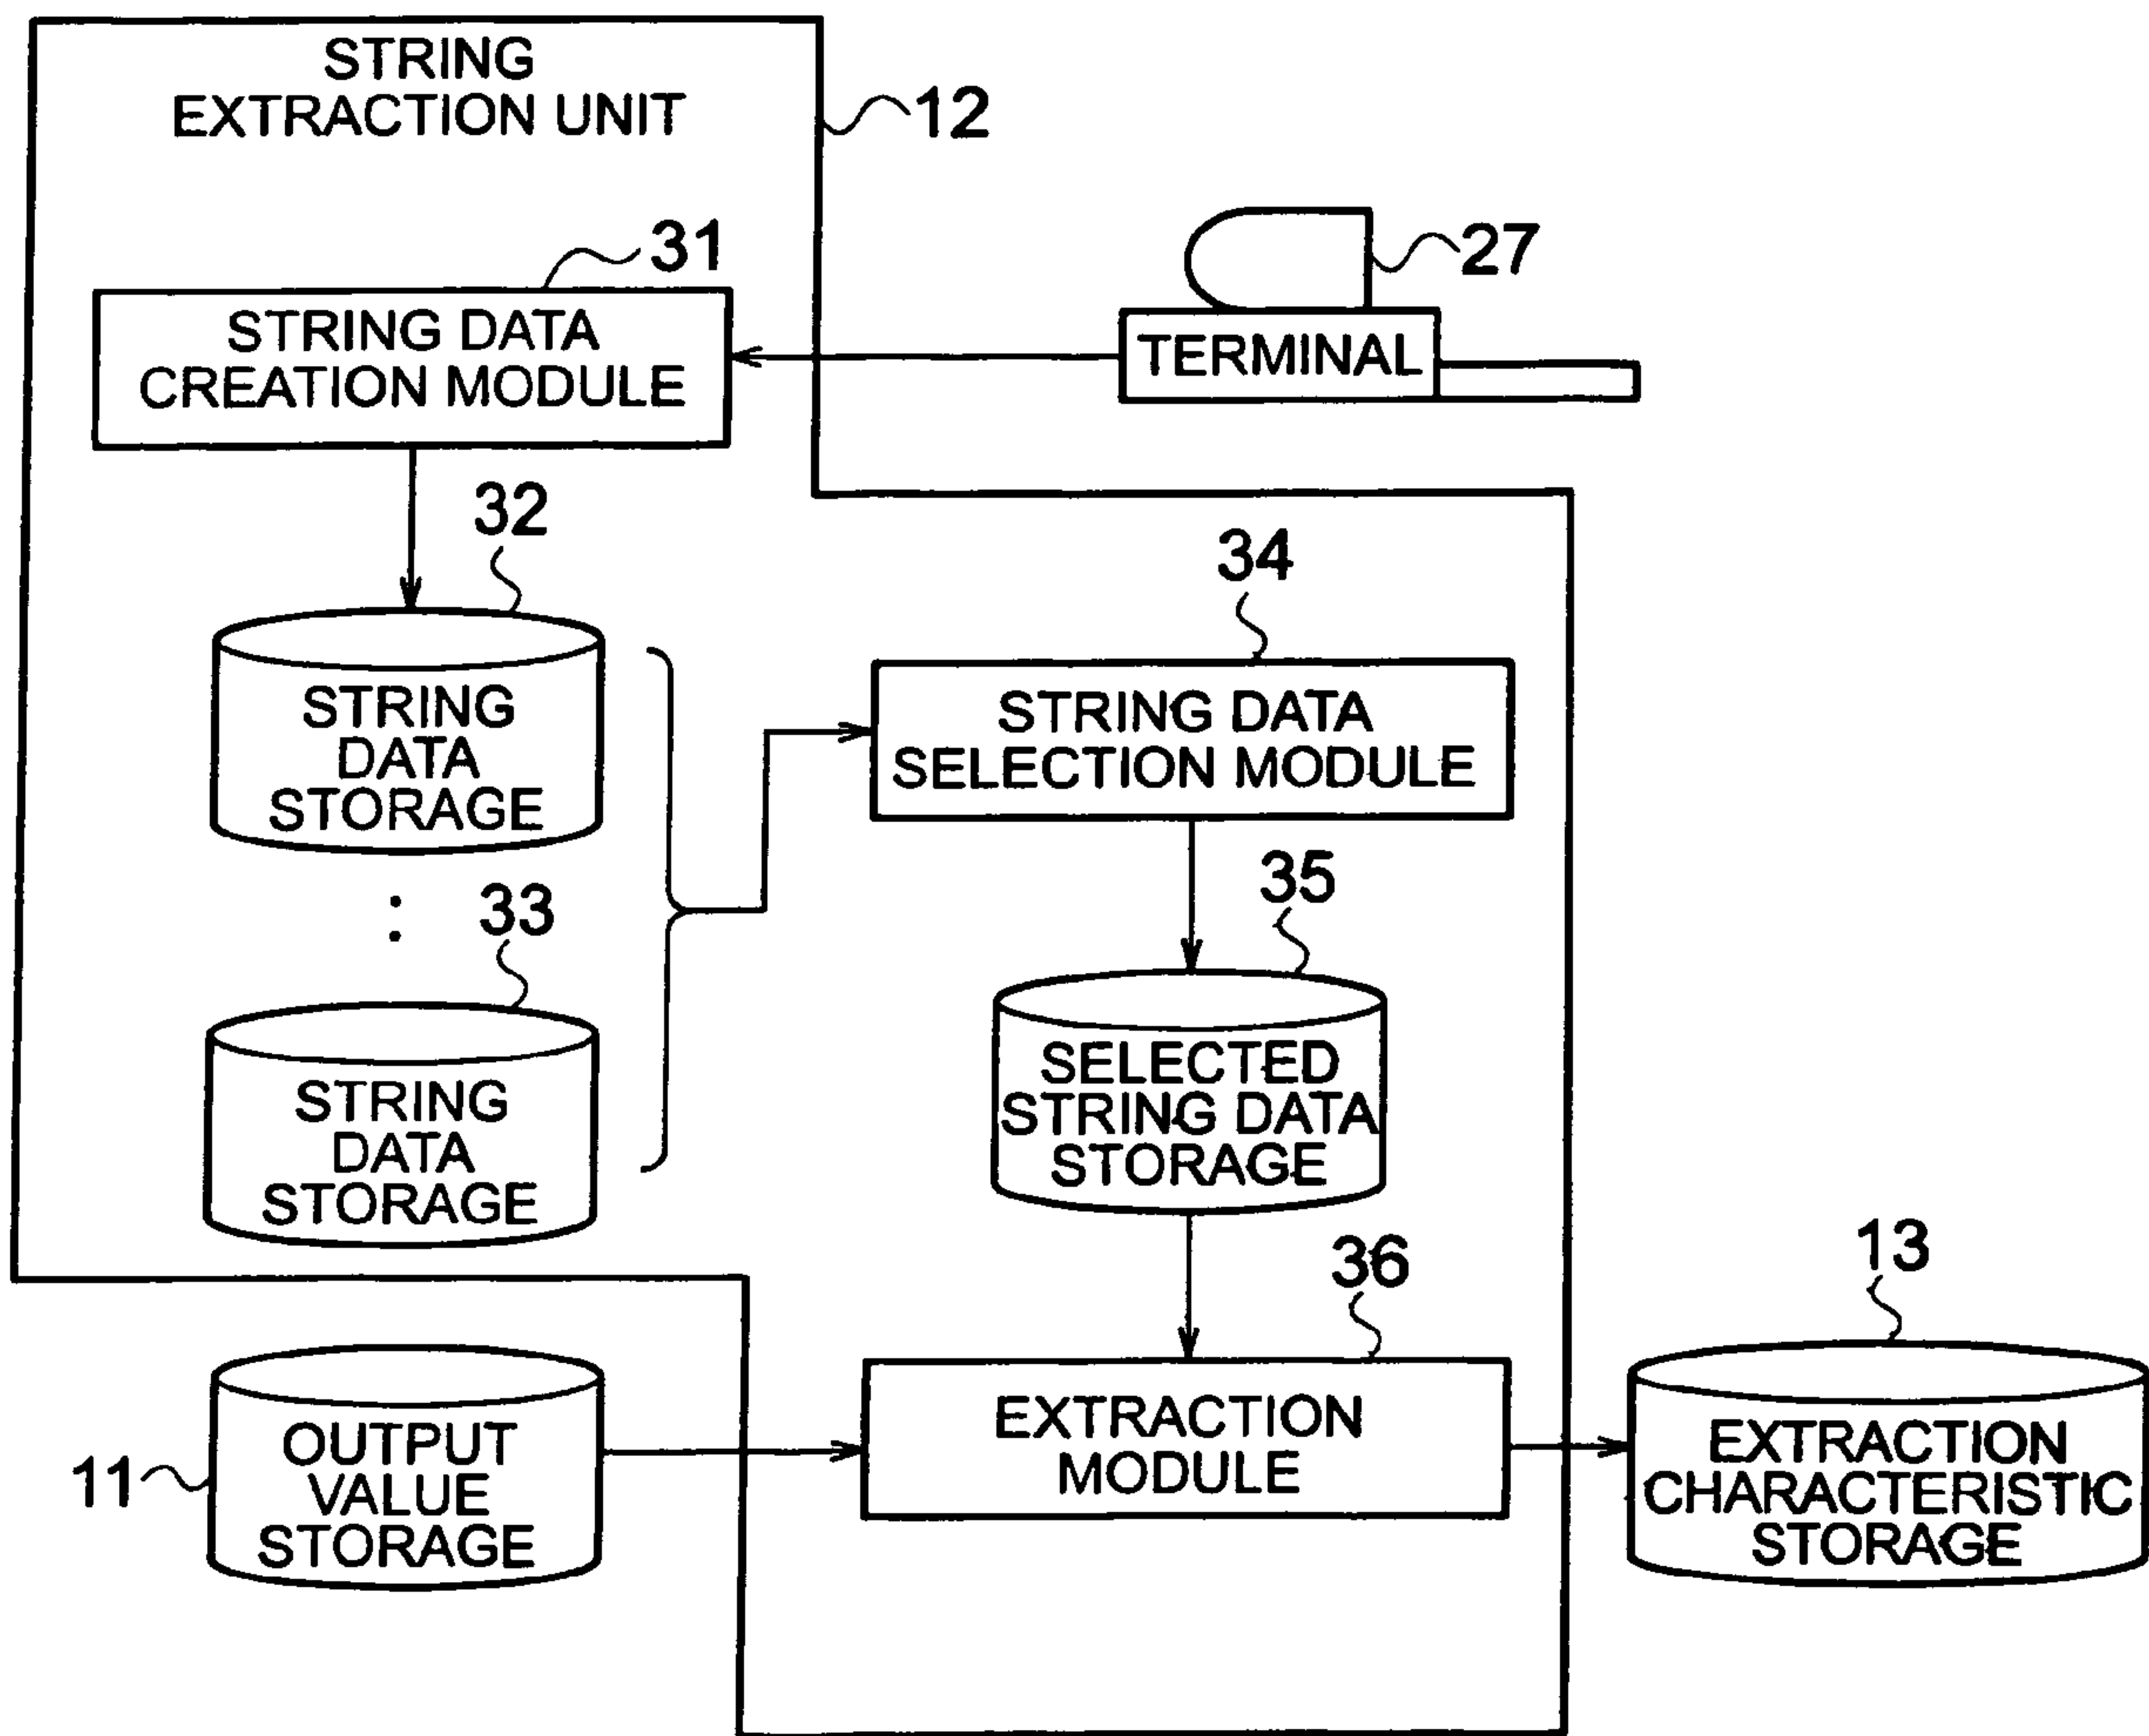 STRING
EXTRACTION UNIT
12
31
27
STRING DATA
CREATION MODULE
TERMINAL
32
34
STRING
DATA
STORAGE
STRING DATA
SELECTION MODULE
33
35
STRING
DATA
STORAGE
SELECTED
STRING DATA
STORAGE
36
13
11
OUTPUT
VALUE
STORAGE
EXTRACTION
MODULE
EXTRACTION
CHARACTERISTIC
STORAGE